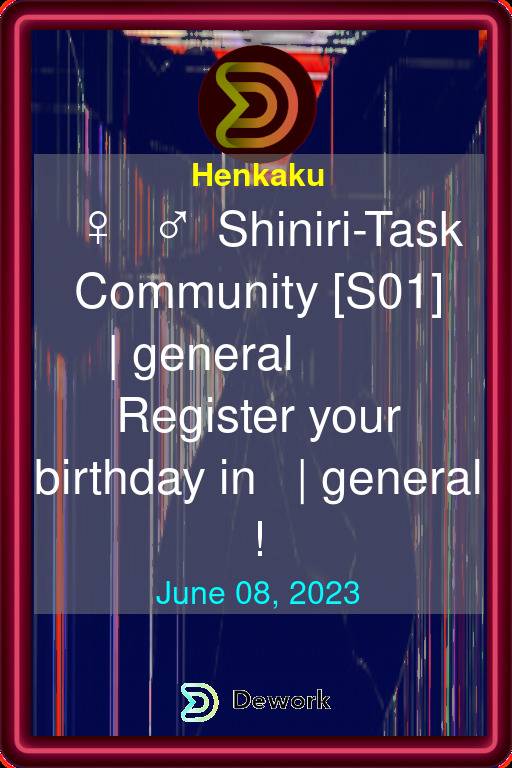 Henkaku
♀ ♂ Shiniri-Task
Community [S01]
| general
Register your
birthday in | general
!
June 08, 2023
Dework